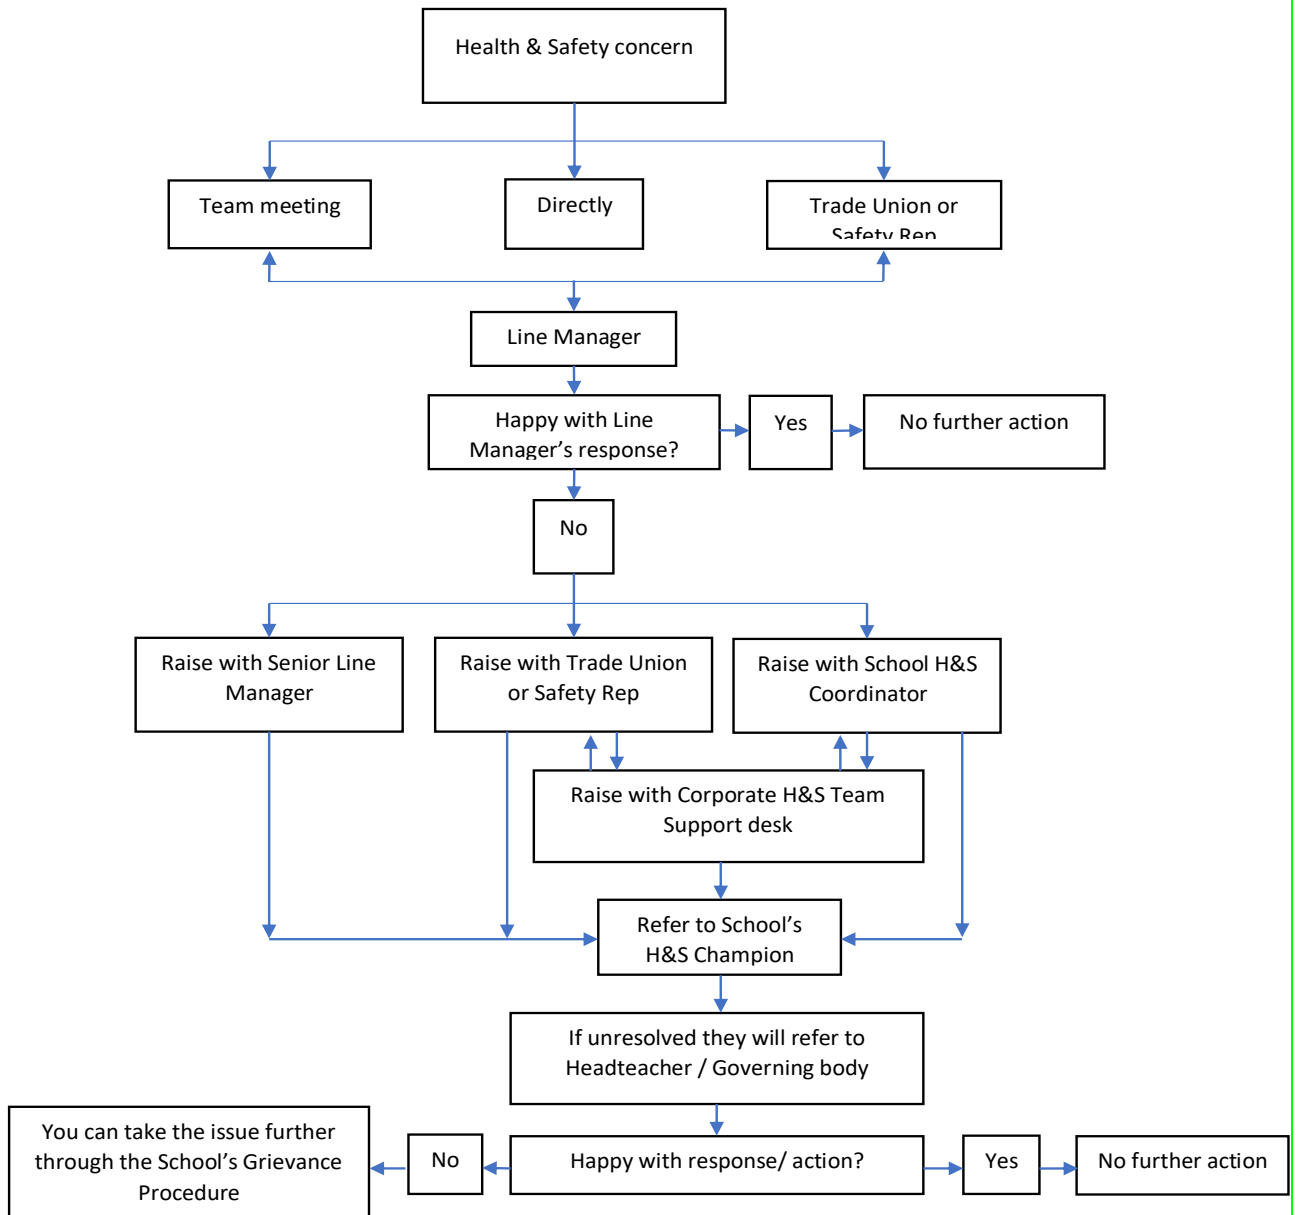 Health & Safety concern
Team meeting
Directly
Trade Union or
Safety Rep
Line Manager
Happy with Line
Manager’s response?
Yes
No further action
No
Raise with Senior Line
Manager
Raise with Trade Union
or Safety Rep
Raise with School H&S
Coordinator
Raise with Corporate H&S Team
Support desk
Refer to School’s
H&S Champion
If unresolved they will refer to
Headteacher / Governing body
You can take the issue further
through the School’s Grievance
Procedure
No
Happy with response/ action?
Yes
No further action